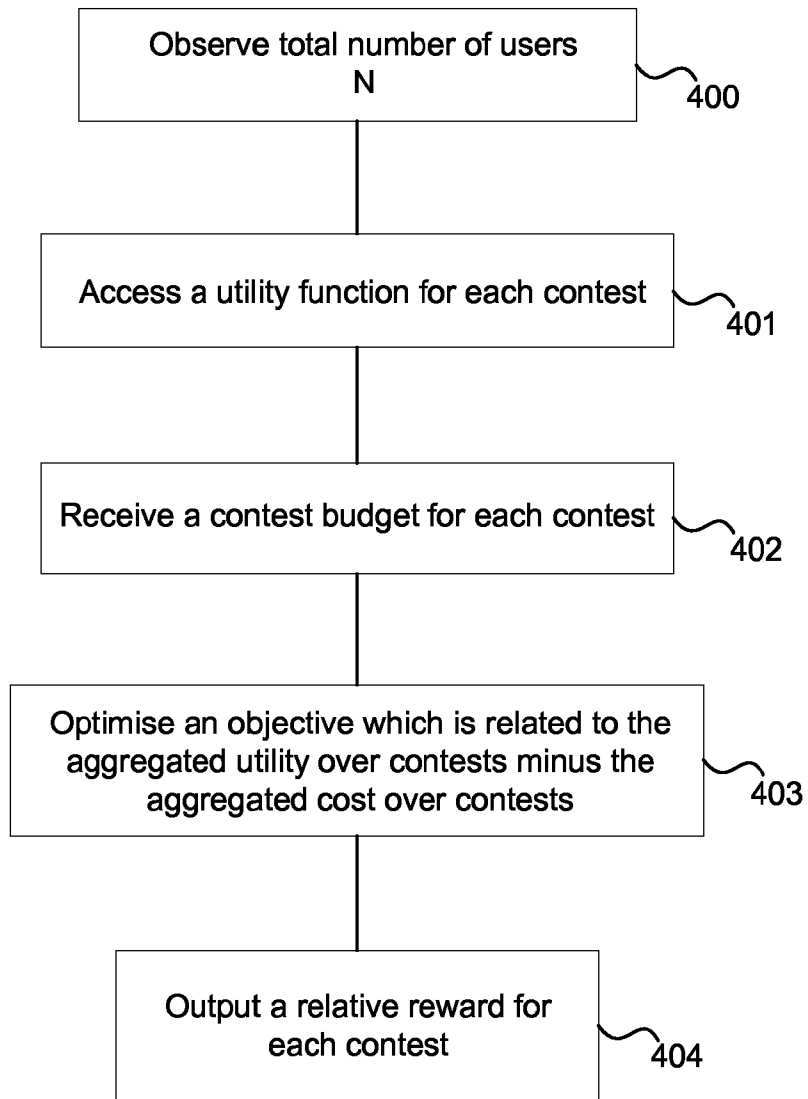 Observe total number of users
N
400
Access a utility function for each contest
401
Receive a contest budget for each contest
402
Optimise an objective which is related to the
aggregated utility over contests minus the
aggregated cost over contests
403
Output a relative reward for
each contest
404